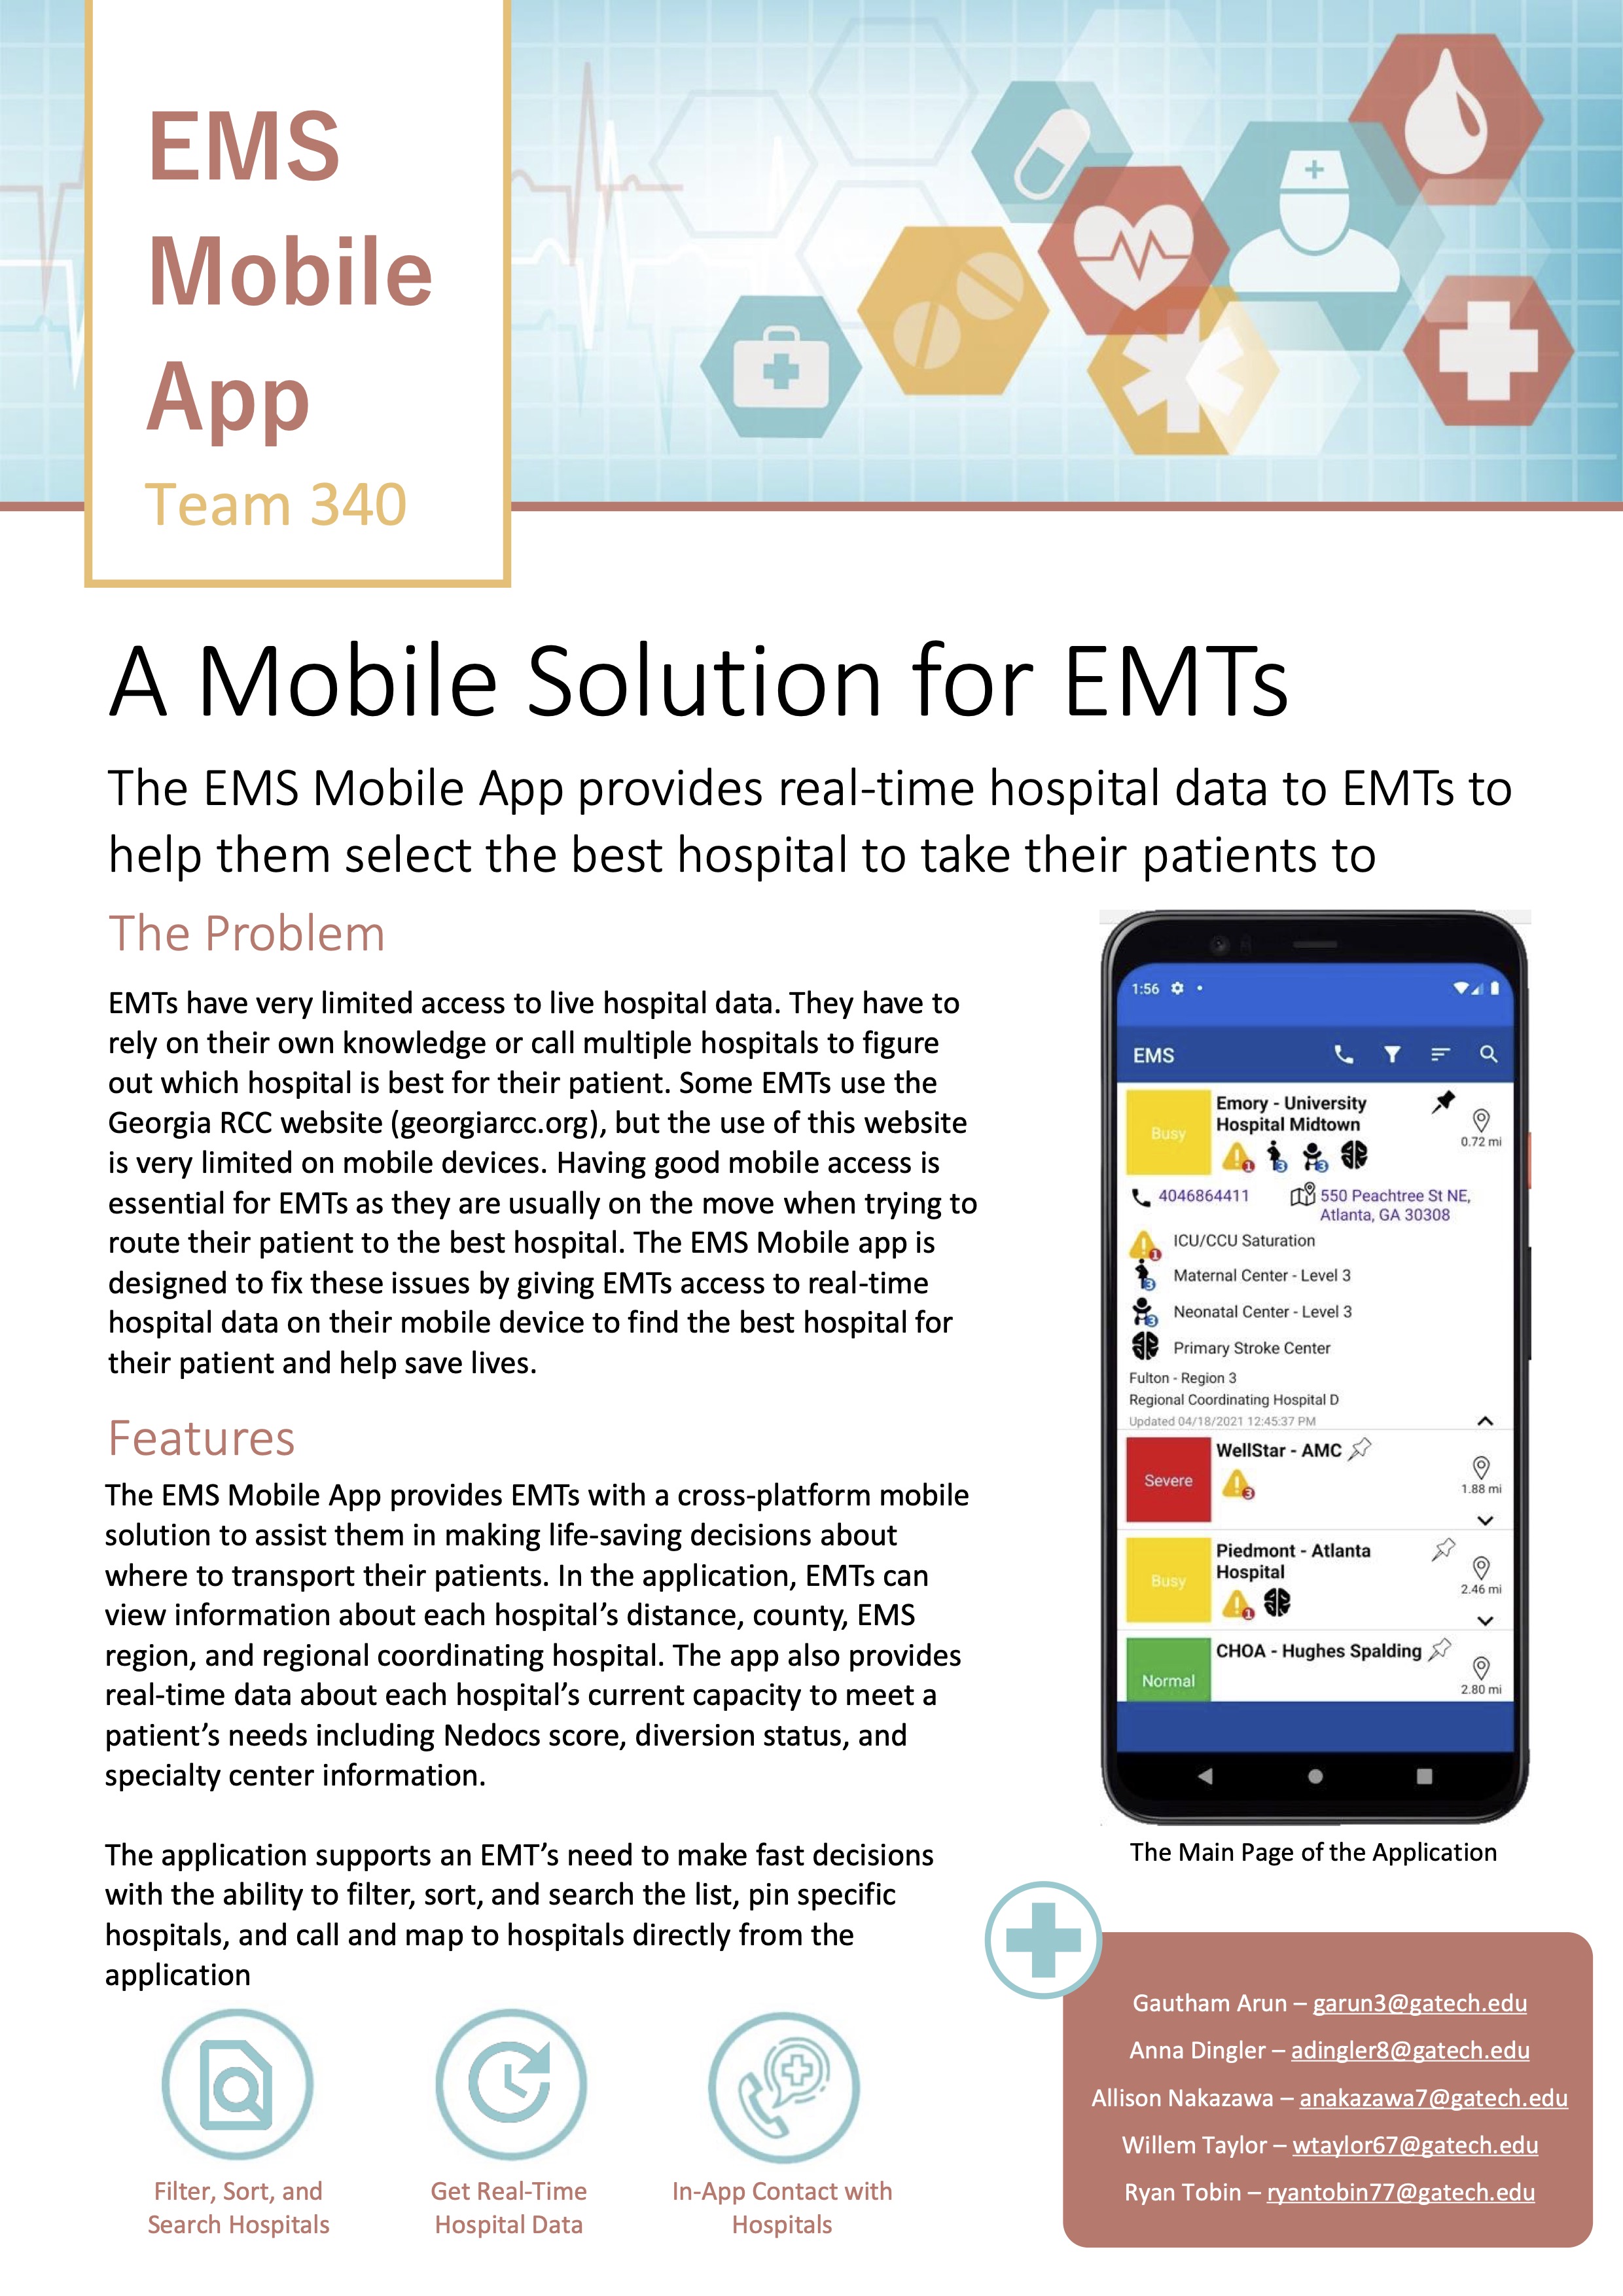 EMS
Mobile
App
Team 340
A Mobile Solution for EMTs
The EMS Mobile App provides real-time hospital data to EMTs to
help them select the best hospital to take their patients to
The Problem
EMTs have very limited access to live hospital data. They have to
rely on their own knowledge or call multiple hospitals to figure
out which hospital is best for their patient. Some EMTs use the
Georgia RCC website (georgiarcc.org), but the use of this website
is very limited on mobile devices. Having good mobile access is
essential for EMTs as they are usually on the move when trying to
route their patient to the best hospital. The EMS Mobile app is
designed to fix these issues by giving EMTs access to real-time
hospital data on their mobile device to find the best hospital for
their patient and help save lives.
Features
The EMS Mobile App provides EMTs with a cross-platform mobile
solution to assist them in making life-saving decisions about
where to transport their patients. In the application, EMTs can
view information about each hospital’s distance, county, EMS
region, and regional coordinating hospital. The app also provides
real-time data about each hospital’s current capacity to meet a
patient’s needs including Nedocs score, diversion status, and
specialty center information.
The application supports an EMT’s need to make fast decisions
with the ability to filter, sort, and search the list, pin specific
hospitals, and call and map to hospitals directly from the
application
Filter, Sort, and
Search Hospitals
Get Real-Time
Hospital Data
In-App Contact with
Hospitals
1:56
EMS
Busy
Emory - University
Hospital Midtown
0.72 mi
1
3
3
4046864411
550 Peachtree St NE,
Atlanta, GA 30308
1
ICU/CCU Saturation
3
Maternal Center - Level 3
3
Neonatal Center - Level 3
Primary Stroke Center
Fulton - Region 3
Regional Coordinating Hospital D
Updated 04/18/2021 12:45:37 PM
Severe
WellStar - AMC
3
1.88 mi
Busy
Piedmont - Atlanta
Hospital
1
2.46 mi
Normal
CHOA - Hughes Spalding
2.80 mi
The Main Page of the Application
Gautham Arun – garun3@gatech.edu
Anna Dingler – adingler8@gatech.edu
Allison Nakazawa – anakazawa7@gatech.edu
Willem Taylor – wtaylor67@gatech.edu
Ryan Tobin – ryantobin77@gatech.edu